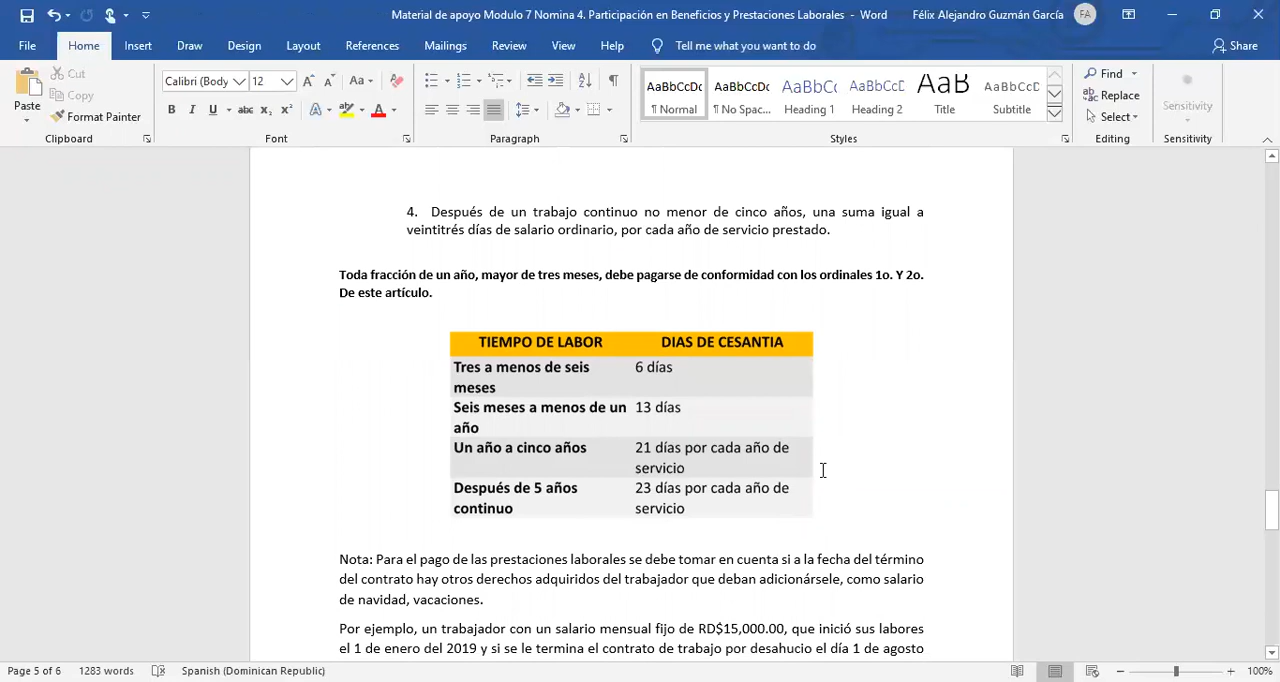 Material de apoyo Modulo 7 Nomina 4. Participación en Beneficios y Prestaciones Laborales - Word
Félix Alejandro Guzmán García
FA
File Home Insert Draw Design Layout References Mailings Review View Help Tell me what you want to do Share
Paste
Cut
Copy
Format Painter
Clipboard
Calibri (Body 12
Font
Paragraph
AaBbCcDc AaBbCcDc AaBbCc AaBbCcD AaB AaBbCcD
¶ Normal ¶ No Spac... Heading 1 Heading 2 Title Subtitle
Styles
Find
Replace
Select
Editing
Sensitivity
Sensitivity
4. Después de un trabajo continuo no menor de cinco años, una suma igual a
veintitrés días de salario ordinario, por cada año de servicio prestado.
Toda fracción de un año, mayor de tres meses, debe pagarse de conformidad con los ordinales 1o. Y 2o.
De este artículo.
TIEMPO DE LABOR DIAS DE CESANTIA
Tres a menos de seis 6 días
meses
Seis meses a menos de un 13 días
año
Un año a cinco años 21 días por cada año de
servicio
Después de 5 años 23 días por cada año de
continuo servicio
Nota: Para el pago de las prestaciones laborales se debe tomar en cuenta si a la fecha del término
del contrato hay otros derechos adquiridos del trabajador que deban adicionársele, como salario
de navidad, vacaciones.
Por ejemplo, un trabajador con un salario mensual fijo de RD$15,000.00, que inició sus labores
el 1 de enero del 2019 y si se le termina el contrato de trabajo por desahucio el día 1 de agosto
Page 5 of 6 1283 words Spanish (Dominican Republic) 100%